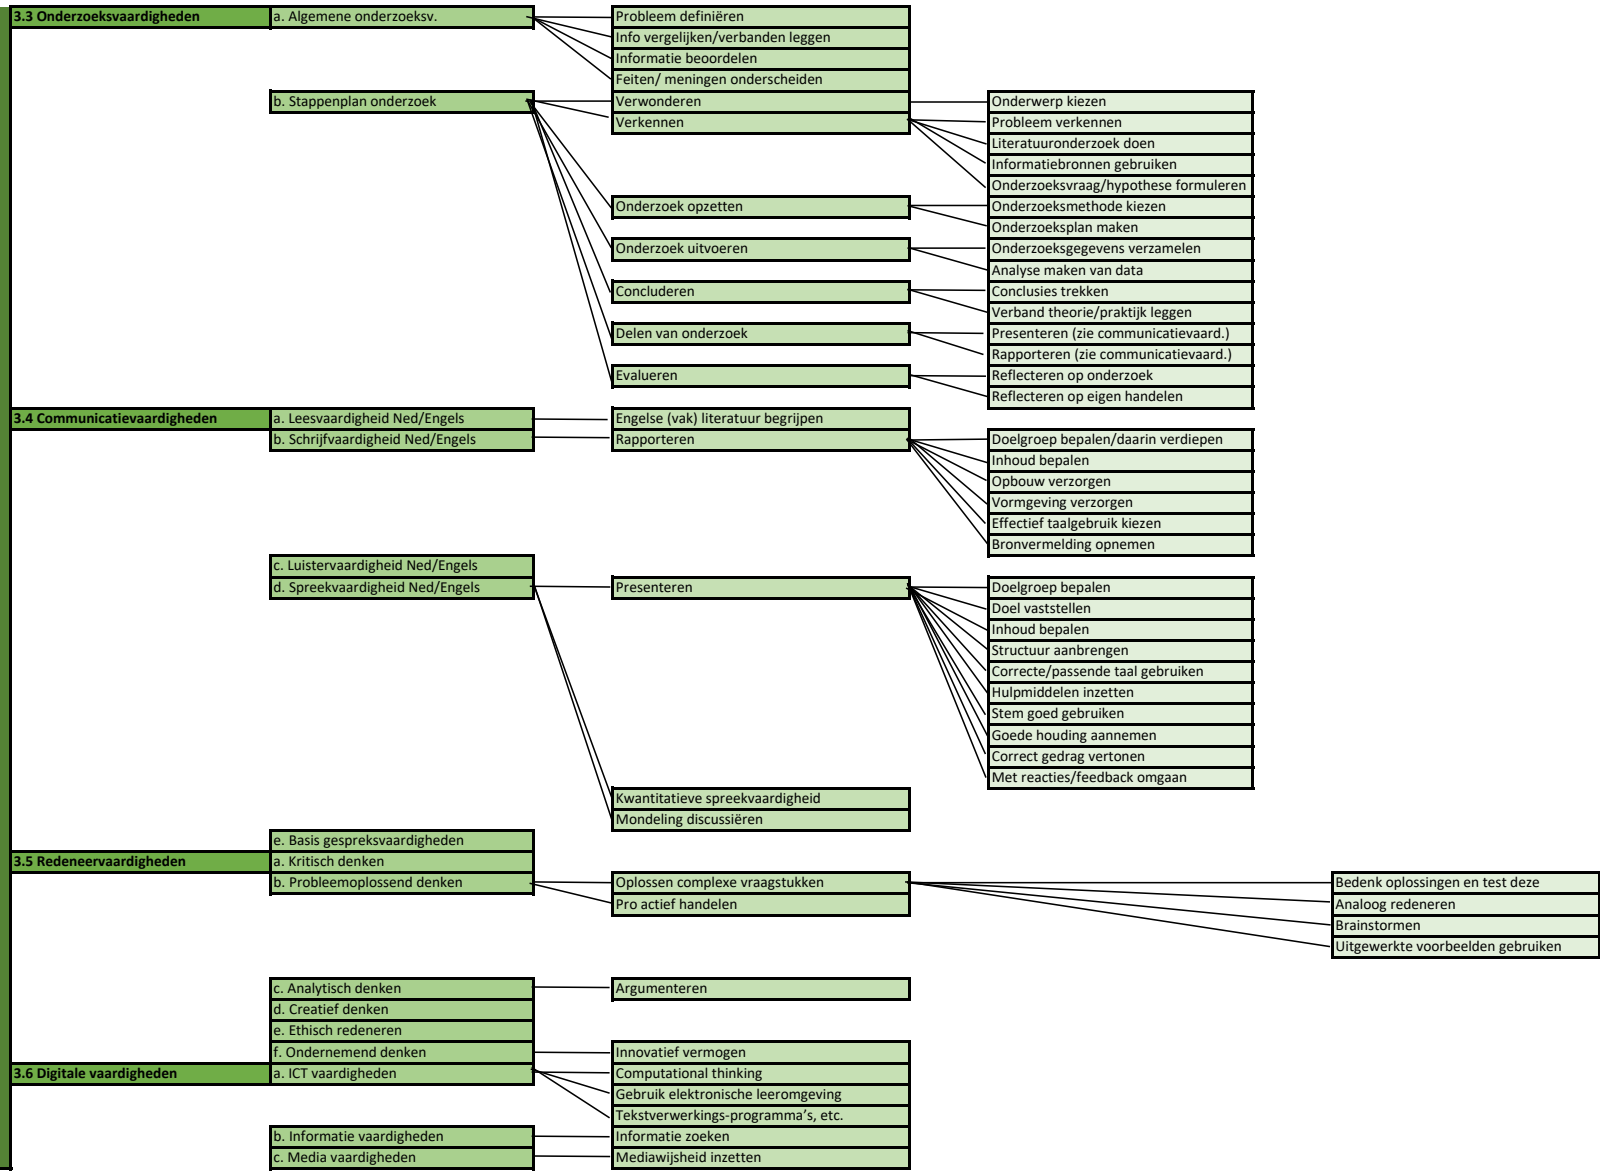 3.3 Onderzoeksvaardigheden
a. Algemene onderzoeksv.
Probleem definiëren
Info vergelijken/verbanden leggen
Informatie beoordelen
Feiten/ meningen onderscheiden
b. Stappenplan onderzoek
Verwonderen
Onderwerp kiezen
Verkennen
Probleem verkennen
Literatuuronderzoek doen
Informatiebronnen gebruiken
Onderzoeksvraag/hypothese formuleren
Onderzoek opzetten
Onderzoeksmethode kiezen
Onderzoeksplan maken
Onderzoek uitvoeren
Onderzoeksgegevens verzamelen
Analyse maken van data
Concluderen
Conclusies trekken
Verband theorie/praktijk leggen
Delen van onderzoek
Presenteren (zie communicatievaard.)
Rapporteren (zie communicatievaard.)
Evalueren
Reflecteren op onderzoek
Reflecteren op eigen handelen
3.4 Communicatievaardigheden
a. Leesvaardigheid Ned/Engels
Engelse (vak) literatuur begrijpen
b. Schrijfvaardigheid Ned/Engels
Rapporteren
Doelgroep bepalen/daarin verdiepen
Inhoud bepalen
Opbouw verzorgen
Vormgeving verzorgen
Effectief taalgebruik kiezen
Bronvermelding opnemen
c. Luistervaardigheid Ned/Engels
d. Spreekvaardigheid Ned/Engels
Presenteren
Doelgroep bepalen
Doel vaststellen
Inhoud bepalen
Structuur aanbrengen
Correcte/passende taal gebruiken
Hulpmiddelen inzetten
Stem goed gebruiken
Goede houding aannemen
Correct gedrag vertonen
Met reacties/feedback omgaan
Kwantitatieve spreekvaardigheid
Mondeling discussiëren
e. Basis gespreksvaardigheden
3.5 Redeneervaardigheden
a. Kritisch denken
b. Probleemoplossend denken
Oplossen complexe vraagstukken
Bedenk oplossingen en test deze
Pro actief handelen
Analoog redeneren
Brainstormen
Uitgewerkte voorbeelden gebruiken
c. Analytisch denken
Argumenteren
d. Creatief denken
e. Ethisch redeneren
f. Ondernemend denken
Innovatief vermogen
3.6 Digitale vaardigheden
a. ICT vaardigheden
Computational thinking
Gebruik elektronische leeromgeving
Tekstverwerkings-programma's, etc.
b. Informatie vaardigheden
Informatie zoeken
c. Media vaardigheden
Mediawijsheid inzetten